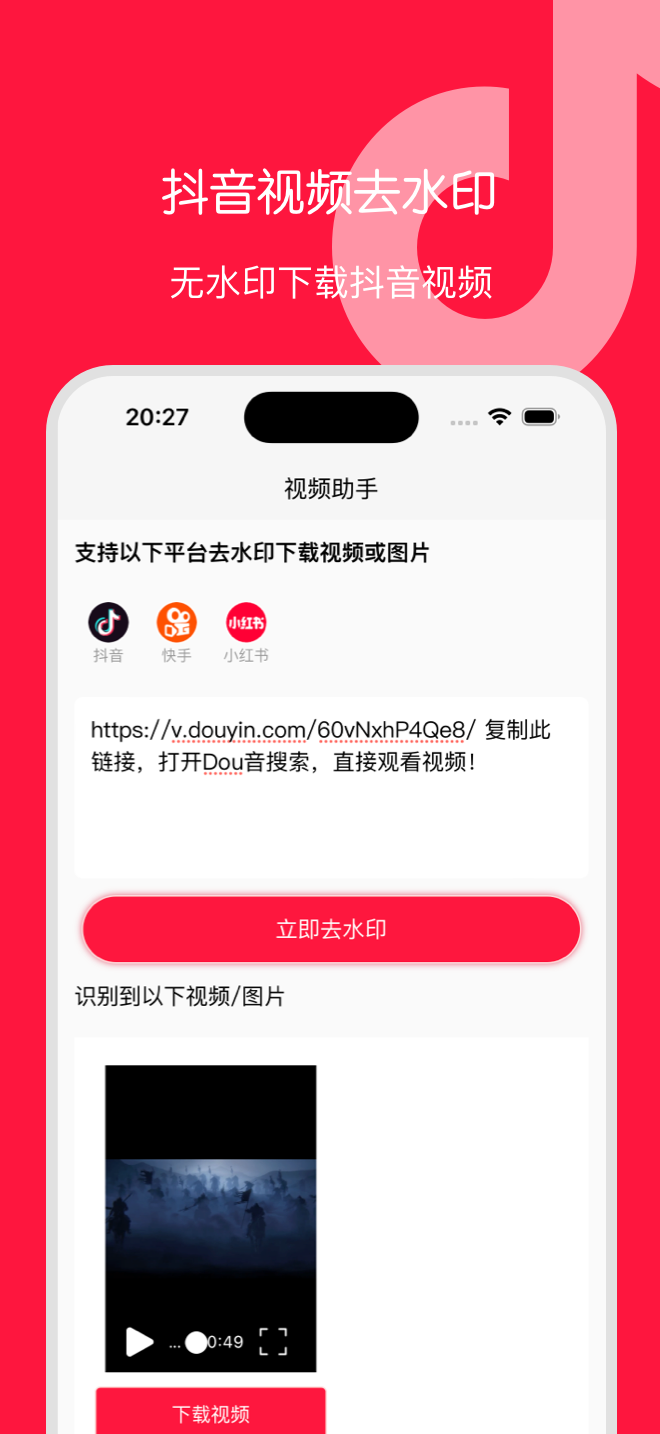 抖音视频去水印
无水印下载抖音视频
20:27
视频助手
支持以下平台去水印下载视频或图片
小红书
抖音 快手 小红书
https://v.douyin.com/60vNxhP4Qe8/ 复制此
链接，打开Dou音搜索，直接观看视频！
立即去水印
识别到以下视频/图片
... 0:49
下载视频